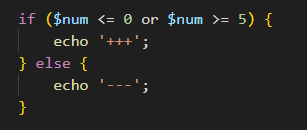 if ($num <= 0 or $num >= 5) {
    echo '+++';
} else {
    echo '---';
}